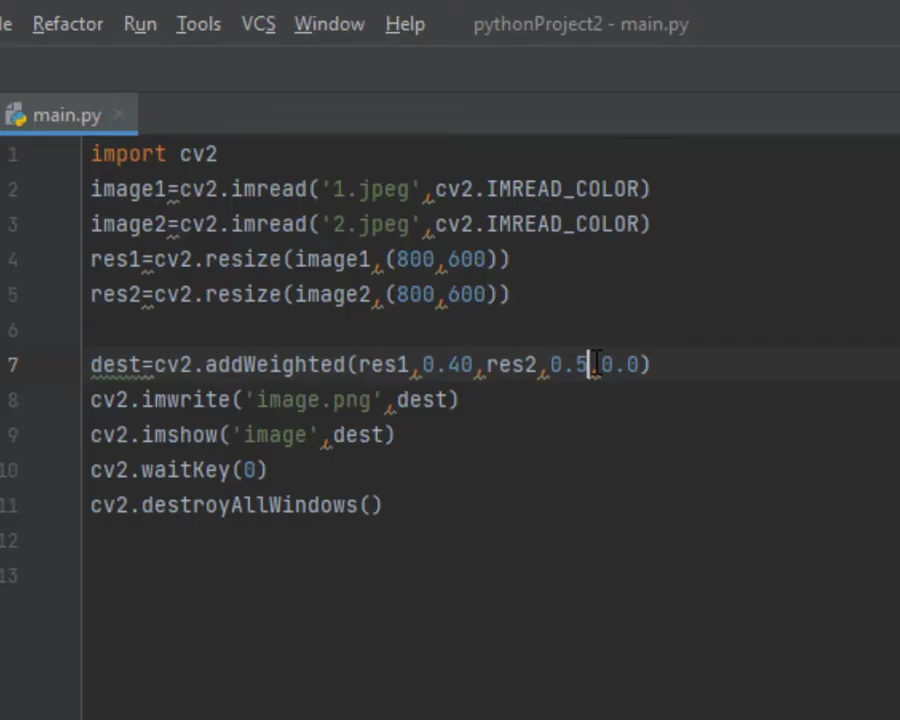 Refactor Run Tools VCS Window Help pythonProject2 - main.py
main.py
1 import cv2
2 image1=cv2.imread('1.jpeg',cv2.IMREAD_COLOR)
3 image2=cv2.imread('2.jpeg',cv2.IMREAD_COLOR)
4 res1=cv2.resize(image1,(800,600))
5 res2=cv2.resize(image2,(800,600))
6
7 dest=cv2.addWeighted(res1,0.40,res2,0.5,0.0)
8 cv2.imwrite('image.png',dest)
9 cv2.imshow('image',dest)
10 cv2.waitKey(0)
11 cv2.destroyAllWindows()
12
13